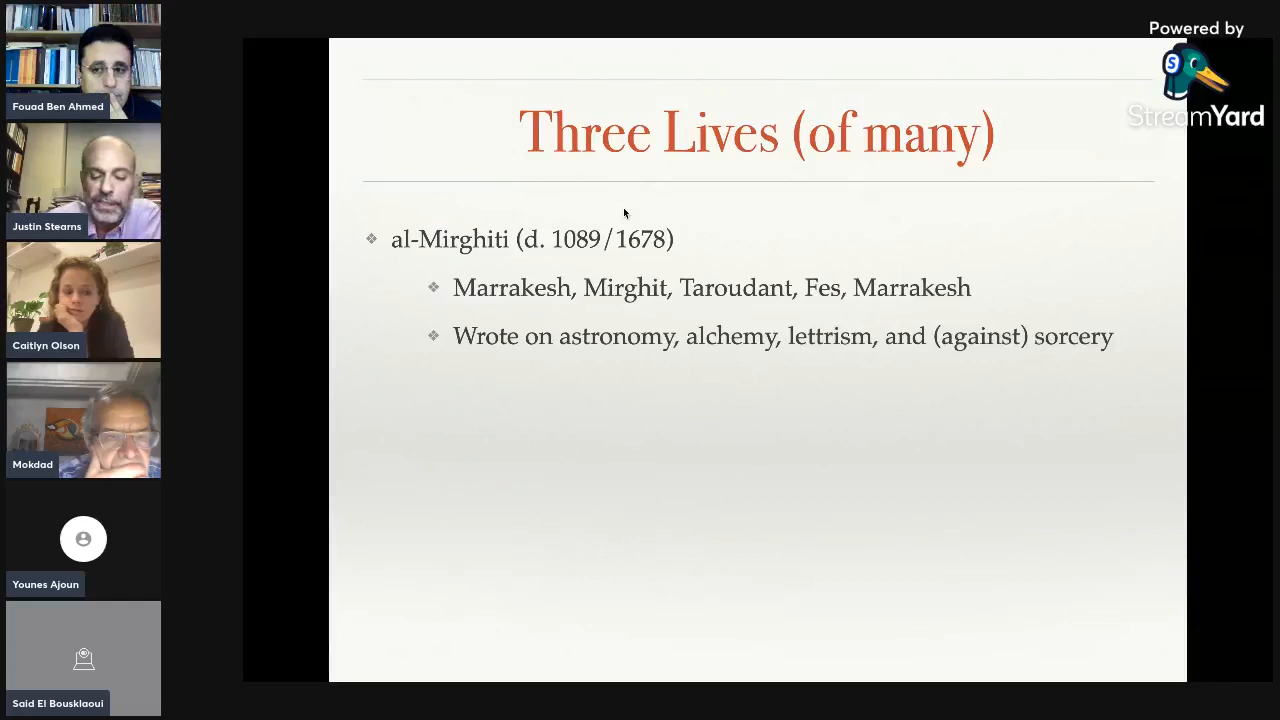 Powered by
S
StreamYard
Fouad Ben Ahmed
Justin Stearns
Caitlyn Olson
Mokdad
Younes Ajoun
Said El Bousklaoui
Three Lives (of many)
al-Mirghiti (d. 1089/1678)
Marrakesh, Mirghit, Taroudant, Fes, Marrakesh
Wrote on astronomy, alchemy, lettrism, and (against) sorcery